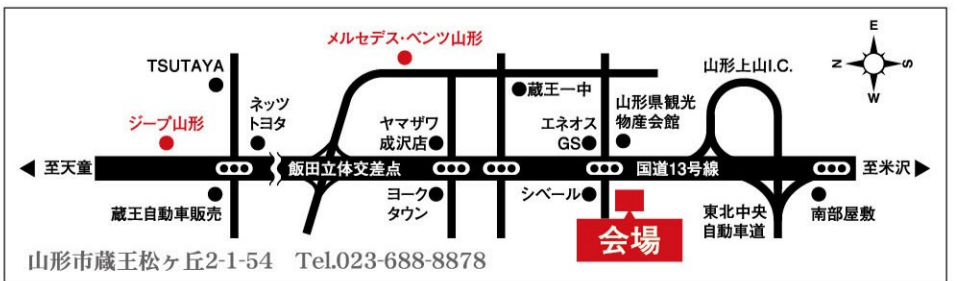 メルセデス・ベンツ山形
E
N
S
W
TSUTAYA
山形上山I.C.
蔵王一中
ジープ山形
ネッツ
トヨタ
ヤマザワ
成沢店
エネオス
GS
山形県観光
物産会館
至天童
飯田立体交差点
国道13号線
至米沢
蔵王自動車販売
ヨーク
タウン
シベール
会場
東北中央
自動車道
南部屋敷
山形市蔵王松ヶ丘2-1-54 Tel.023-688-8878